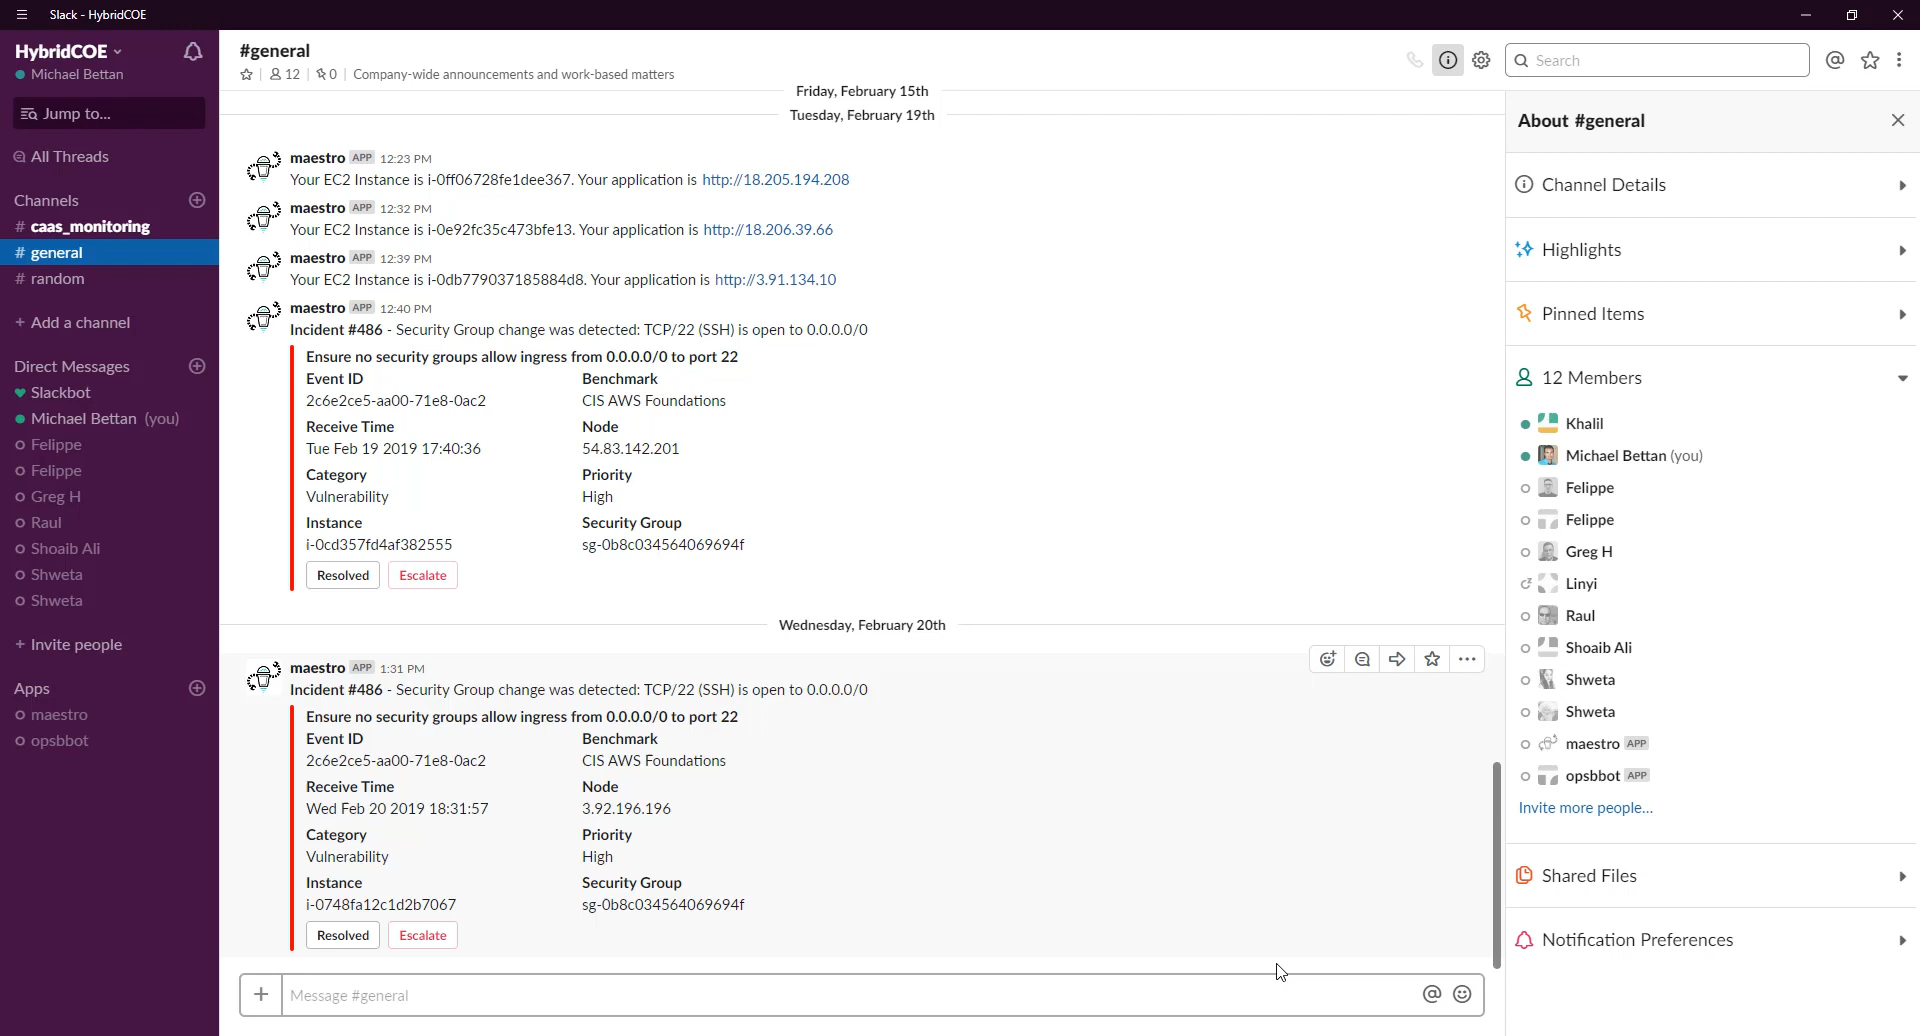 Slack - HybridCOE
HybridCOE
Michael Bettan
Jump to...
All Threads
Channels
# caas_monitoring
# general
# random
+ Add a channel
Direct Messages
Slackbot
Michael Bettan (you)
Felippe
Felippe
Greg H
Raul
Shoaib Ali
Shweta
Shweta
+ Invite people
Apps
maestro
opsbbot
#general
12 | 0 | Company-wide announcements and work-based matters
Search
Friday, February 15th
Tuesday, February 19th
maestro APP 12:23 PM
Your EC2 Instance is i-0ff06728fe1dee367. Your application is http://18.205.194.208
maestro APP 12:32 PM
Your EC2 Instance is i-0e92fc35c473bfe13. Your application is http://18.206.39.66
maestro APP 12:39 PM
Your EC2 Instance is i-0db779037185884d8. Your application is http://3.91.134.10
maestro APP 12:40 PM
Incident #486 - Security Group change was detected: TCP/22 (SSH) is open to 0.0.0.0/0
Ensure no security groups allow ingress from 0.0.0.0/0 to port 22
Event ID Benchmark
2c6e2ce5-aa00-71e8-0ac2 CIS AWS Foundations
Receive Time Node
Tue Feb 19 2019 17:40:36 54.83.142.201
Category Priority
Vulnerability High
Instance Security Group
i-0cd357fd4af382555 sg-0b8c034564069694f
Resolved Escalate
Wednesday, February 20th
maestro APP 1:31 PM
Incident #486 - Security Group change was detected: TCP/22 (SSH) is open to 0.0.0.0/0
Ensure no security groups allow ingress from 0.0.0.0/0 to port 22
Event ID Benchmark
2c6e2ce5-aa00-71e8-0ac2 CIS AWS Foundations
Receive Time Node
Wed Feb 20 2019 18:31:57 3.92.196.196
Category Priority
Vulnerability High
Instance Security Group
i-0748fa12c1d2b7067 sg-0b8c034564069694f
Resolved Escalate
Message #general
About #general
Channel Details
Highlights
Pinned Items
12 Members
Khalil
Michael Bettan (you)
Felippe
Felippe
Greg H
Linyi
Raul
Shoaib Ali
Shweta
Shweta
maestro APP
opsbbot APP
Invite more people...
Shared Files
Notification Preferences